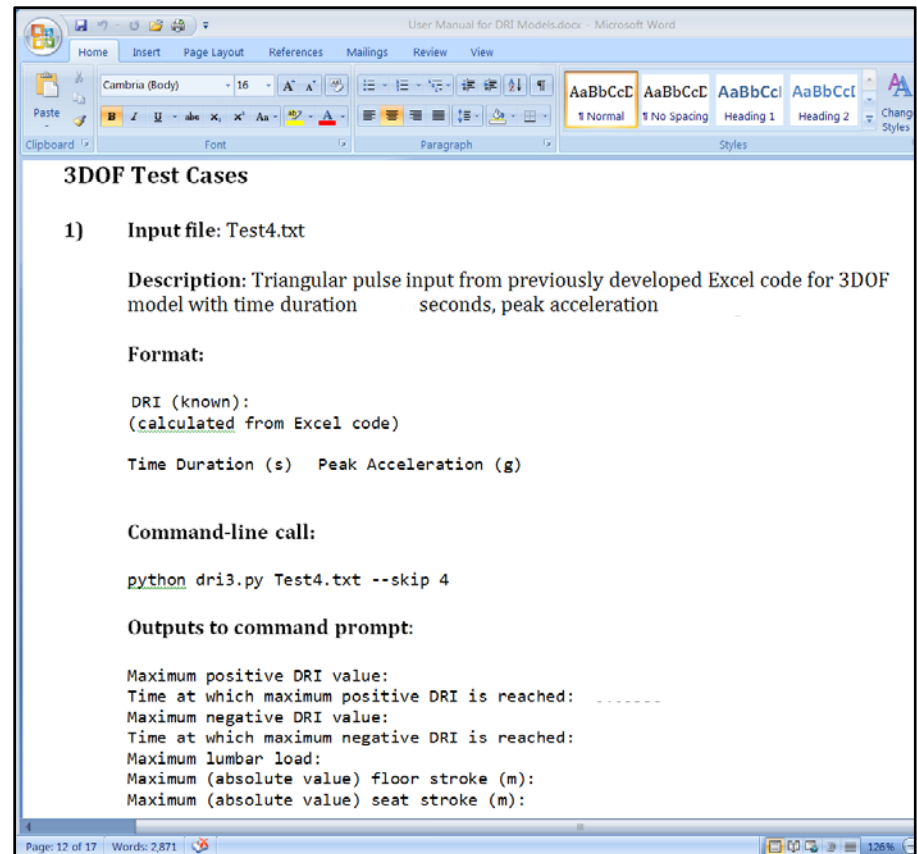 User Manual for DRI Models.docx - Microsoft Word
Home Insert Page Layout References Mailings Review View
Cambria (Body) 16
Paste
AaBbCcD AaBbCcD AaBbCcI AaBbCcI
¶ Normal ¶ No Spacing Heading 1 Heading 2
Chang
Styles
Clipboard Font Paragraph Styles
3DOF Test Cases
1) Input file: Test4.txt
Description: Triangular pulse input from previously developed Excel code for 3DOF
model with time duration seconds, peak acceleration
Format:
DRI (known):
(calculated from Excel code)
Time Duration (s) Peak Acceleration (g)
Command-line call:
python dri3.py Test4.txt --skip 4
Outputs to command prompt:
Maximum positive DRI value:
Time at which maximum positive DRI is reached:
Maximum negative DRI value:
Time at which maximum negative DRI is reached:
Maximum lumbar load:
Maximum (absolute value) floor stroke (m):
Maximum (absolute value) seat stroke (m):
Page: 12 of 17 Words: 2,871 126%